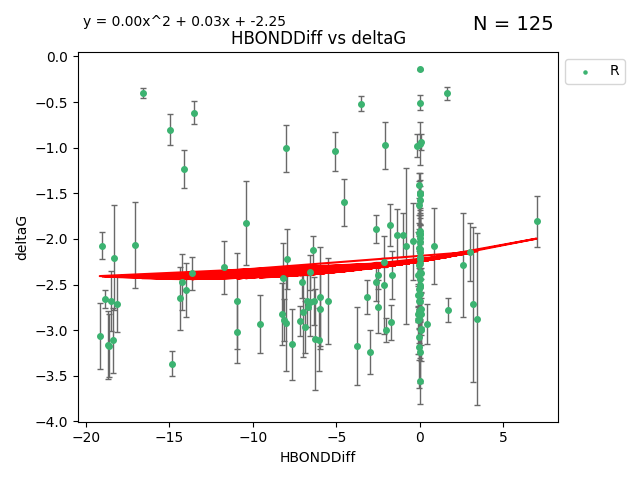 y = 0.00x^2 + 0.03x + -2.25
N = 125
HBONDDiff vs deltaG
R
0.0
−0.5
−1.0
−1.5
−2.0
−2.5
−3.0
−3.5
−4.0
deltaG
−20
−15
−10
−5
0
5
HBONDDiff